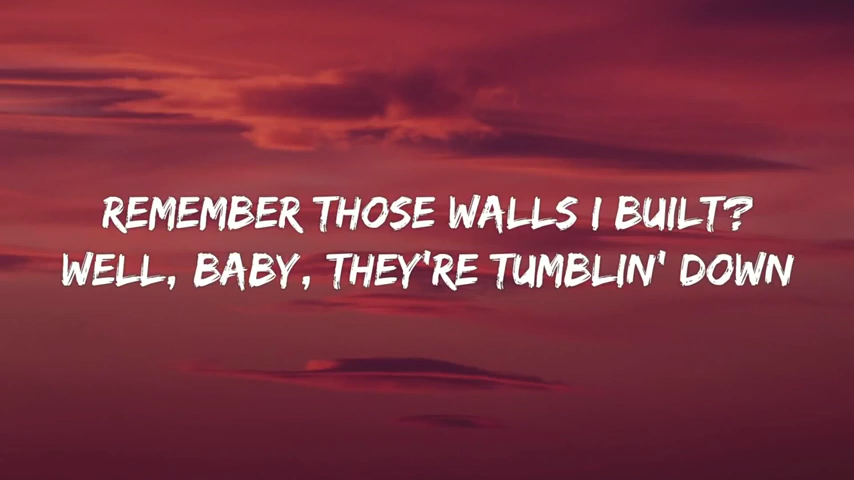 REMEMBER THOSE WALLS I BUILT?
WELL, BABY, THEY'RE TUMBLIN' DOWN